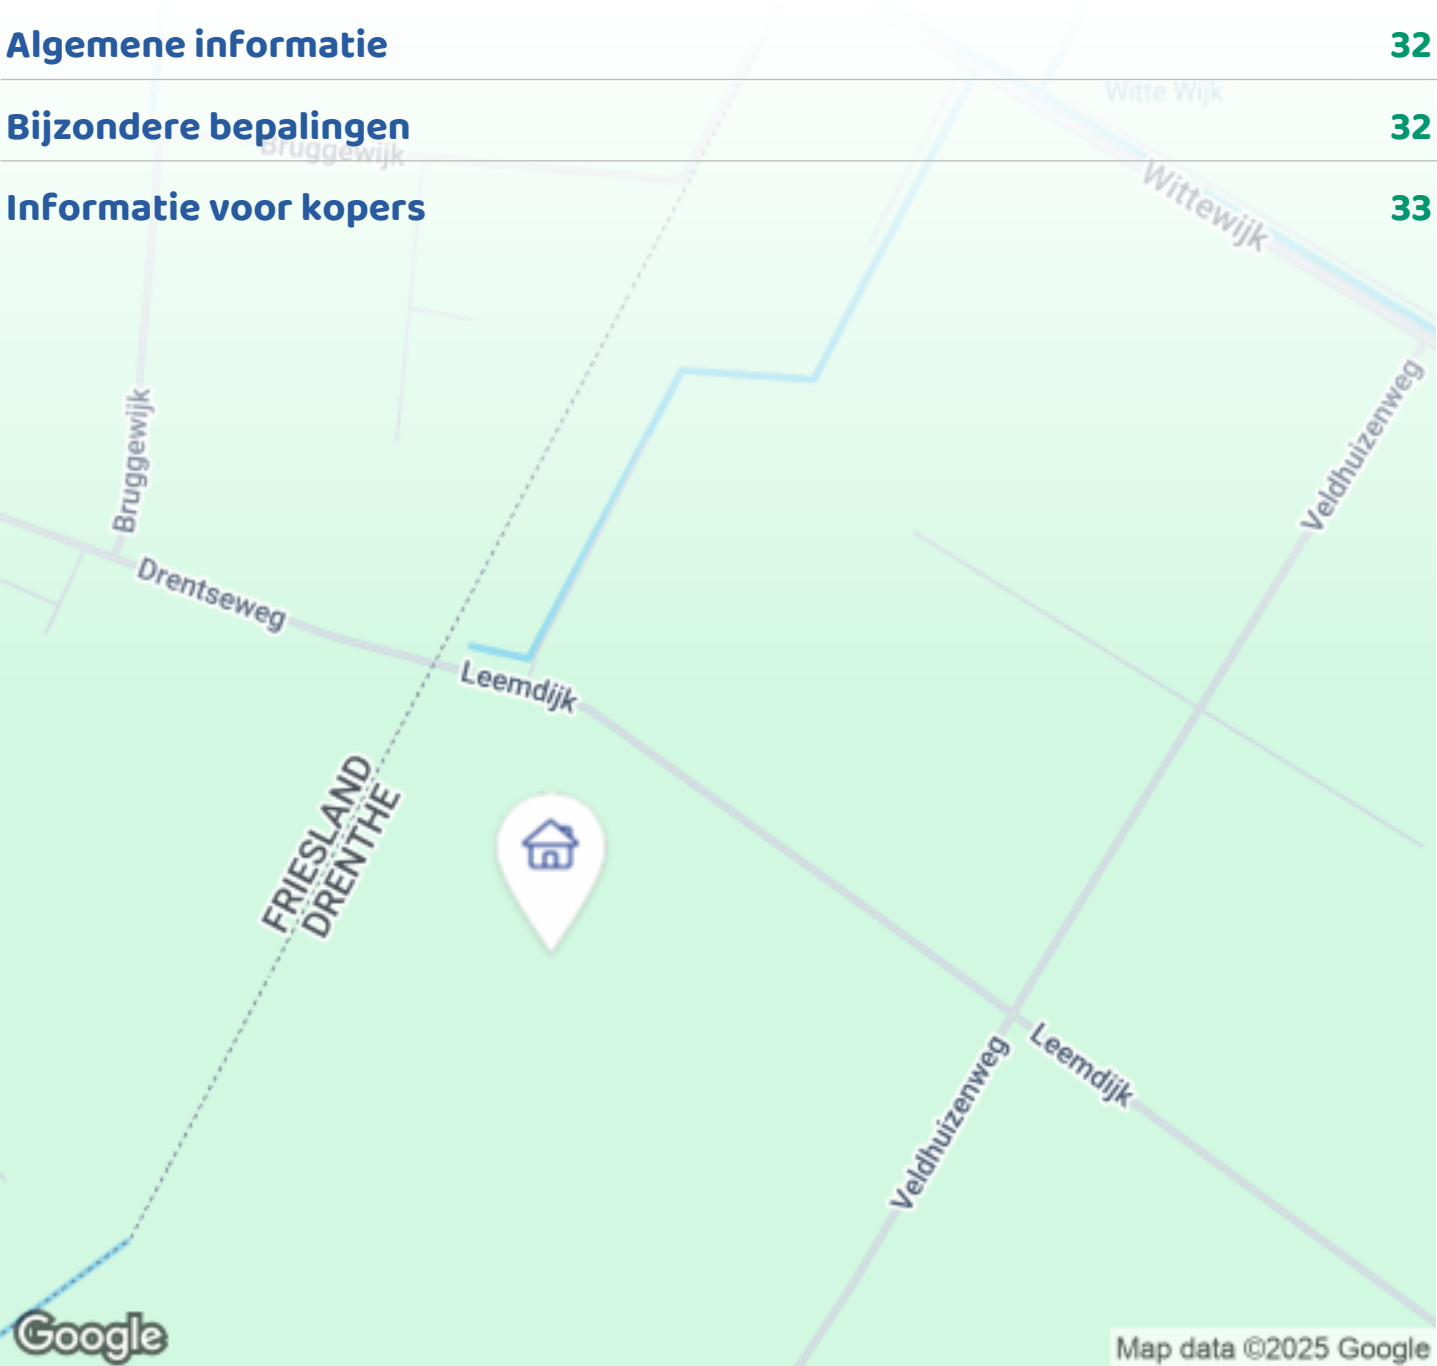 Algemene informatie 32
Witte Wijk
Bijzondere bepalingen 32
Bruggewijk
Wittewijk
Informatie voor kopers 33
Veldhuizenweg
Bruggewijk
Drentseweg
Leemdijk
FRIESLAND
DRENTHE
Leemdijk
Veldhuizenweg
Google
Map data ©2025 Google